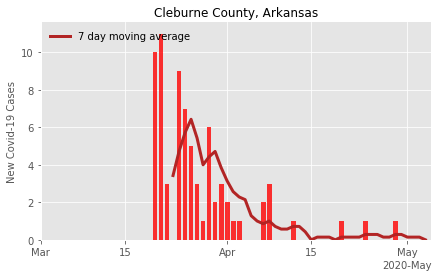 Cleburne County, Arkansas
7 day moving average
New Covid-19 Cases
10
8
6
4
2
0
Mar 15 Apr 15 May
2020-May